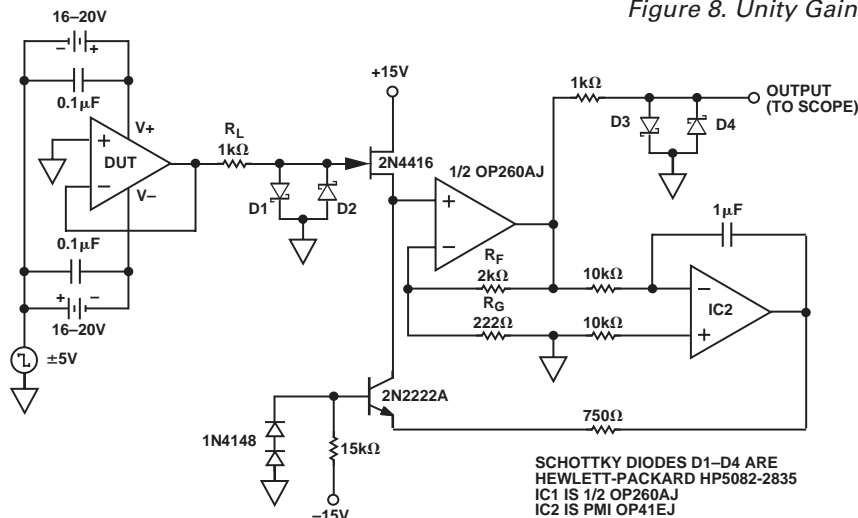 Figure 8. Unity Gain
16–20V
– +
+15V
1kΩ
OUTPUT
(TO SCOPE)
0.1µF
V+
R_L
1kΩ
D3
D4
+
DUT
–
2N4416
1/2 OP260AJ
V–
D1
D2
+
–
1µF
0.1µF
R_F
2kΩ
10kΩ
–
IC2
+ –
R_G
16–20V
222Ω
10kΩ
+
±5V
2N2222A
750Ω
1N4148
15kΩ
–15V
SCHOTTKY DIODES D1–D4 ARE
HEWLETT-PACKARD HP5082-2835
IC1 IS 1/2 OP260AJ
IC2 IS PMI OP41EJ